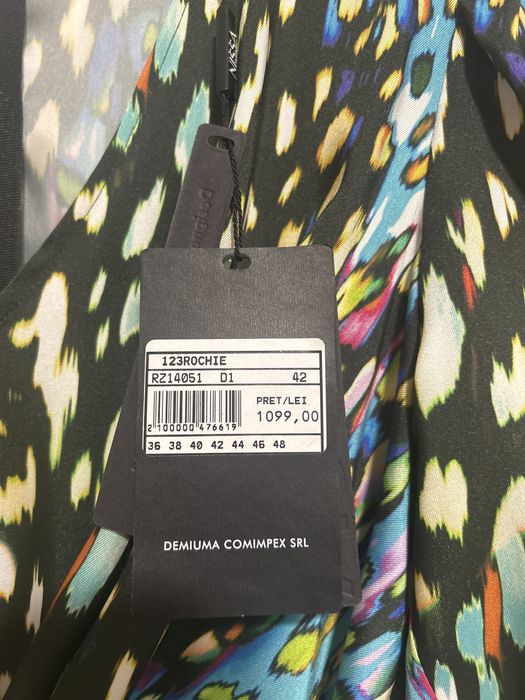 NISSA
123ROCHIE
RZ14051 D1 42
PRET/LEI
1099,00
2 100000 476619
36 38 40 42 44 46 48
DEMIUMA COMIMPEX SRL